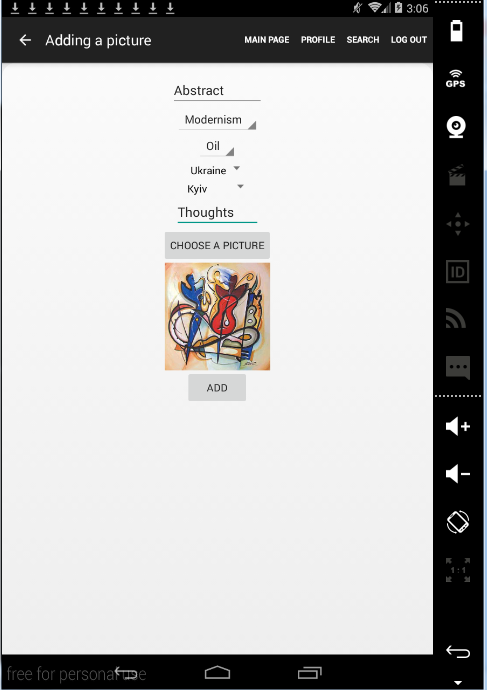 3:06
Adding a picture MAIN PAGE PROFILE SEARCH LOG OUT
GPS
Abstract
Modernism
Oil
Ukraine
Kyiv
Thoughts
CHOOSE A PICTURE
ID
ADD
1:1
free for personal use